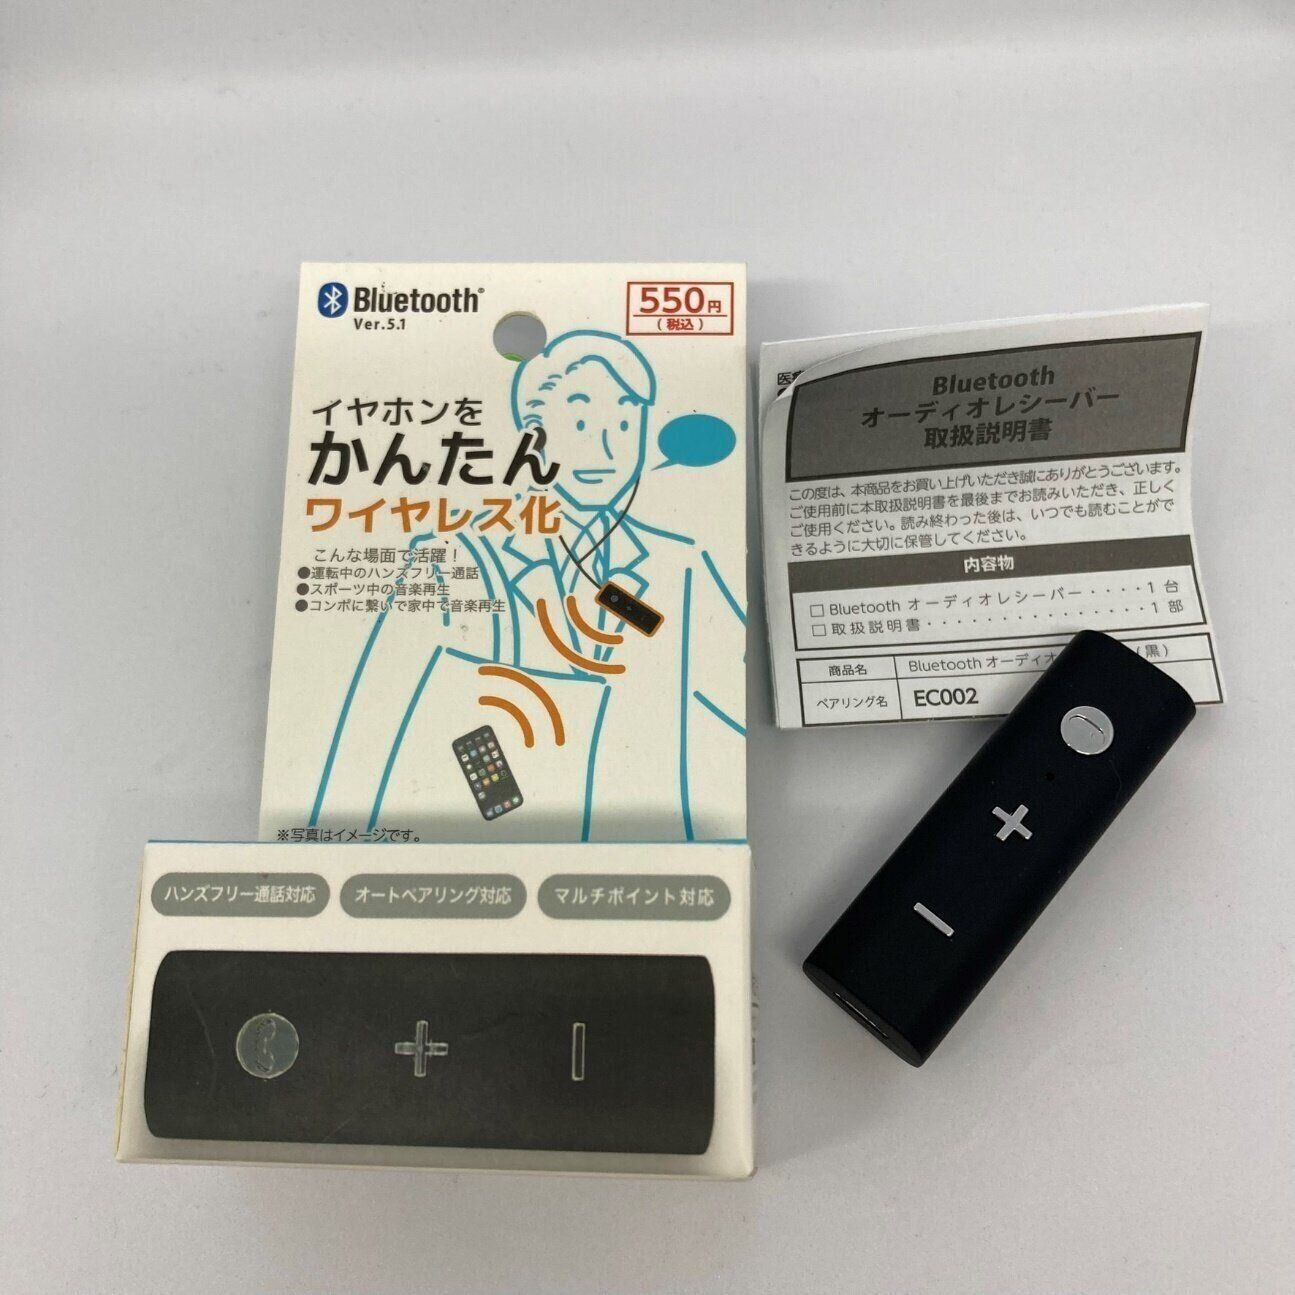 Bluetooth®
Ver.5.1
550円
(税込)
イヤホンを
かんたん
ワイヤレス化
こんな場面で活躍！
●運転中のハンズフリー通話
●スポーツ中の音楽再生
●コンポに繋いで家中で音楽再生
※写真はイメージです。
ハンズフリー通話対応
オートペアリング対応
マルチポイント対応
Bluetooth
オーディオレシーバー
取扱説明書
この度は、本商品をお買い上げいただき誠にありがとうございます。
ご使用前に本取扱説明書を最後までお読みいただき、正しく
ご使用ください。読み終わった後は、いつでも読むことがで
きるように大切に保管してください。
内容物
□ Bluetooth オーディオレシーバー・・・・1 台
□ 取扱説明書・・・・・・・・・・・・・1 部
商品名 Bluetooth オーディオ (黒)
ペアリング名 EC002